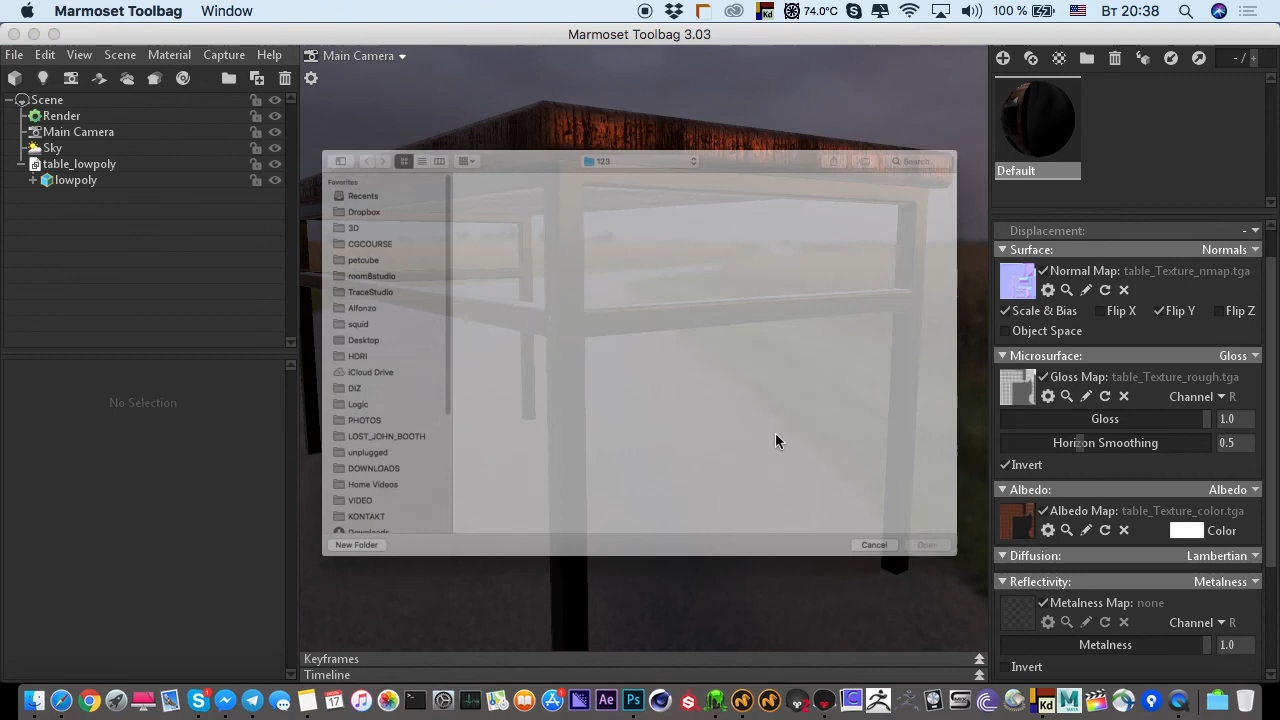 Marmoset Toolbag Window 74.0°C 100 % Вт 20:38
Marmoset Toolbag 3.03
File Edit View Scene Material Capture Help
Main Camera
- /
Scene
Render
Main Camera
Sky
table_lowpoly
lowpoly
No Selection
123
Search
Favorites
Recents
Dropbox
3D
CGCOURSE
petcube
room8studio
TraceStudio
Alfonzo
squid
Desktop
HDRI
iCloud Drive
DIZ
Logic
PHOTOS
LOST_JOHN_BOOTH
unplugged
DOWNLOADS
Home Videos
VIDEO
KONTAKT
Downloads
New Folder
Cancel
Open
Keyframes
Timeline
Default
Displacement: -
Surface: Normals
Normal Map: table_Texture_nmap.tga
Scale & Bias Flip X Flip Y Flip Z
Object Space
Microsurface: Gloss
Gloss Map: table_Texture_rough.tga
Channel R
Gloss 1.0
Horizon Smoothing 0.5
Invert
Albedo: Albedo
Albedo Map: table_Texture_color.tga
Color
Diffusion: Lambertian
Reflectivity: Metalness
Metalness Map: none
Channel R
Metalness 1.0
Invert